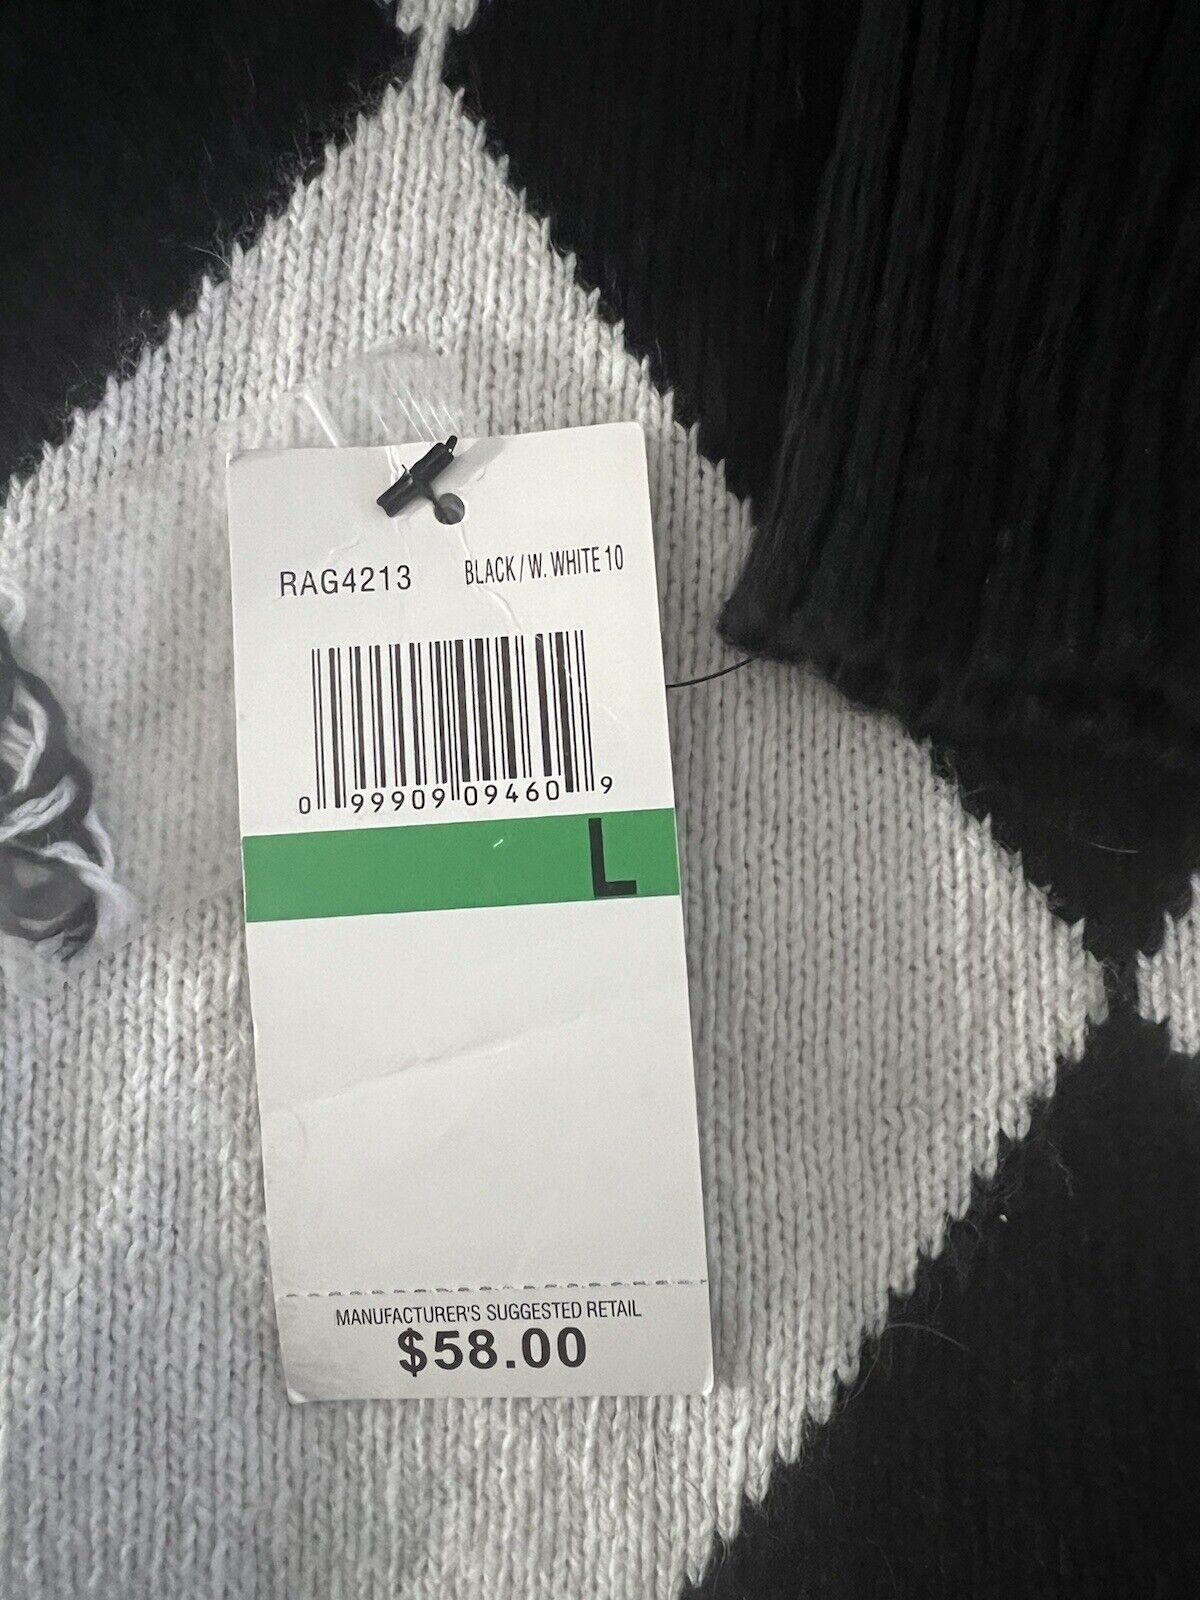 RAG4213 BLACK/W. WHITE 10
0 99909 09460 9
L
MANUFACTURER'S SUGGESTED RETAIL
$58.00